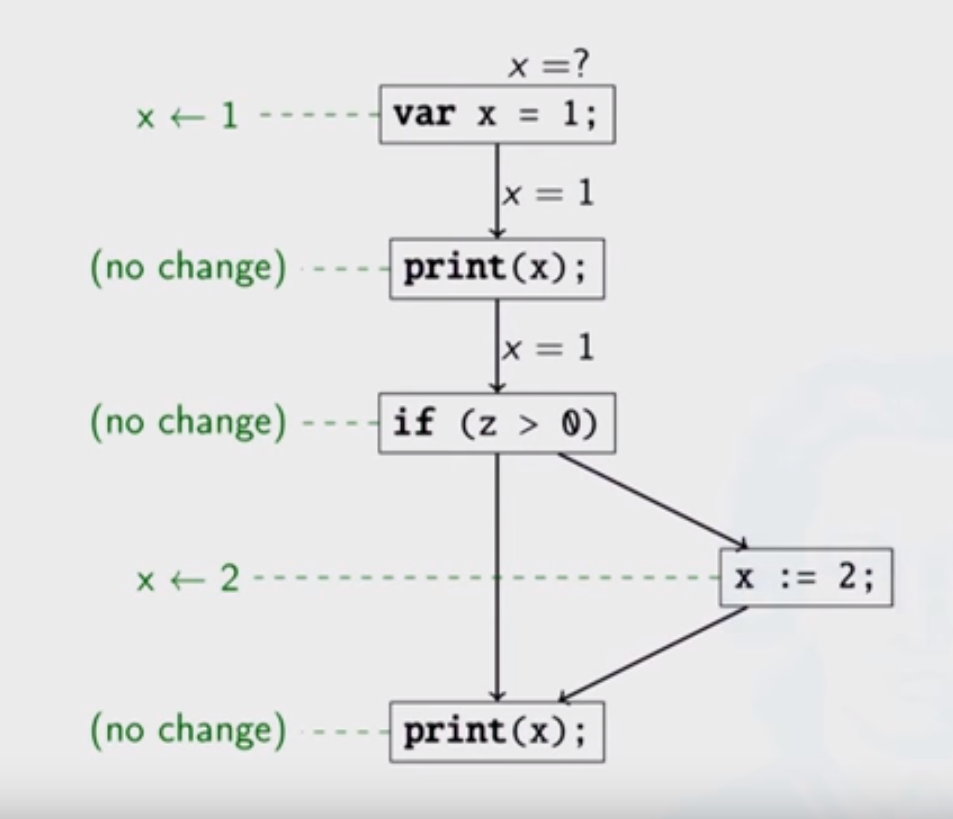 x =?
x ← 1
var x = 1;
x = 1
(no change)
print(x);
x = 1
(no change)
if (z > 0)
x ← 2
x := 2;
(no change)
print(x);